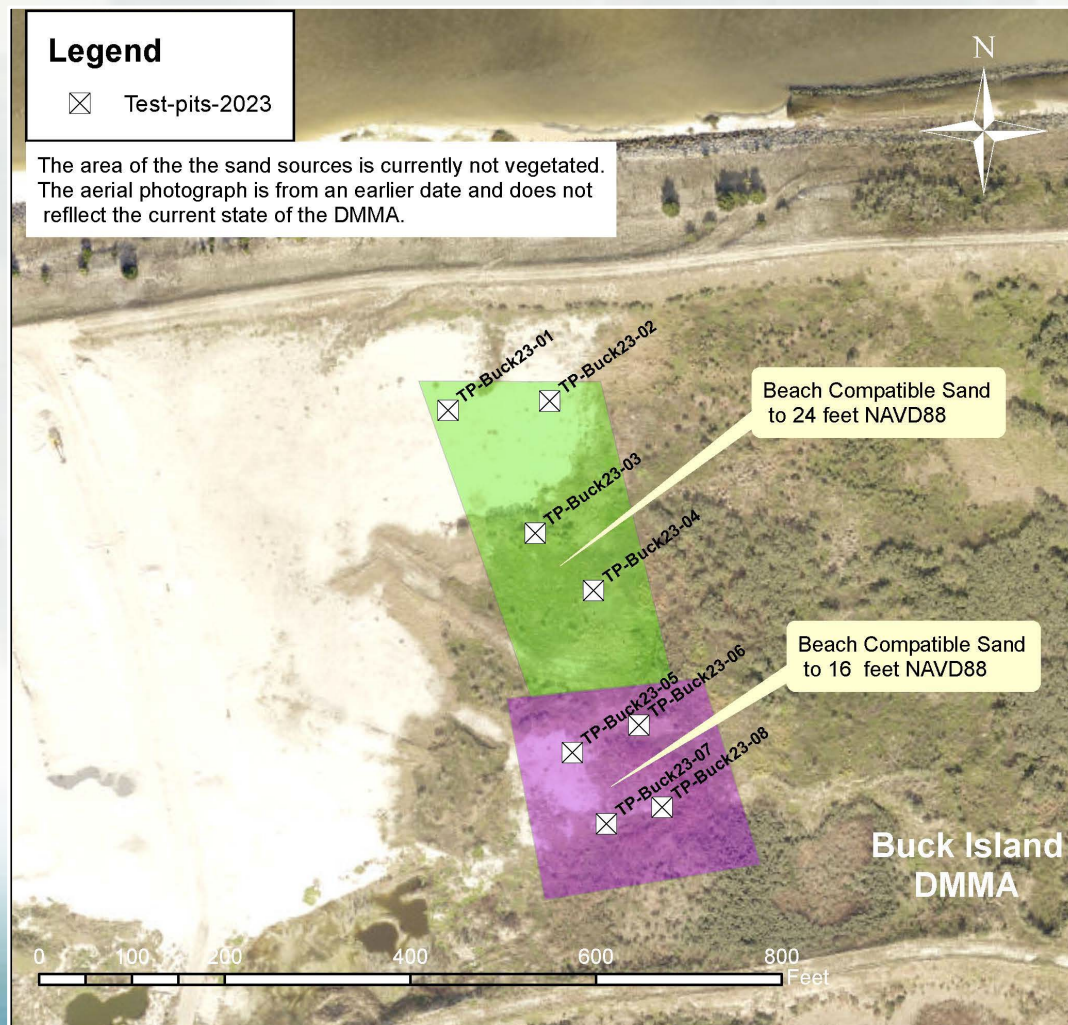 Legend
Test-pits-2023
The area of the the sand sources is currently not vegetated.
The aerial photograph is from an earlier date and does not
refllect the current state of the DMMA.
N
TP-Buck23-01
TP-Buck23-02
Beach Compatible Sand
to 24 feet NAVD88
TP-Buck23-03
TP-Buck23-04
Beach Compatible Sand
to 16 feet NAVD88
TP-Buck23-05
TP-Buck23-06
TP-Buck23-07
TP-Buck23-08
Buck Island
DMMA
0 100 200 400 600 800
Feet